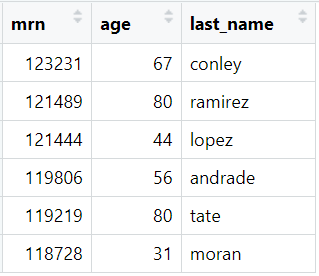 mrn age last_name
123231 67 conley
121489 80 ramirez
121444 44 lopez
119806 56 andrade
119219 80 tate
118728 31 moran